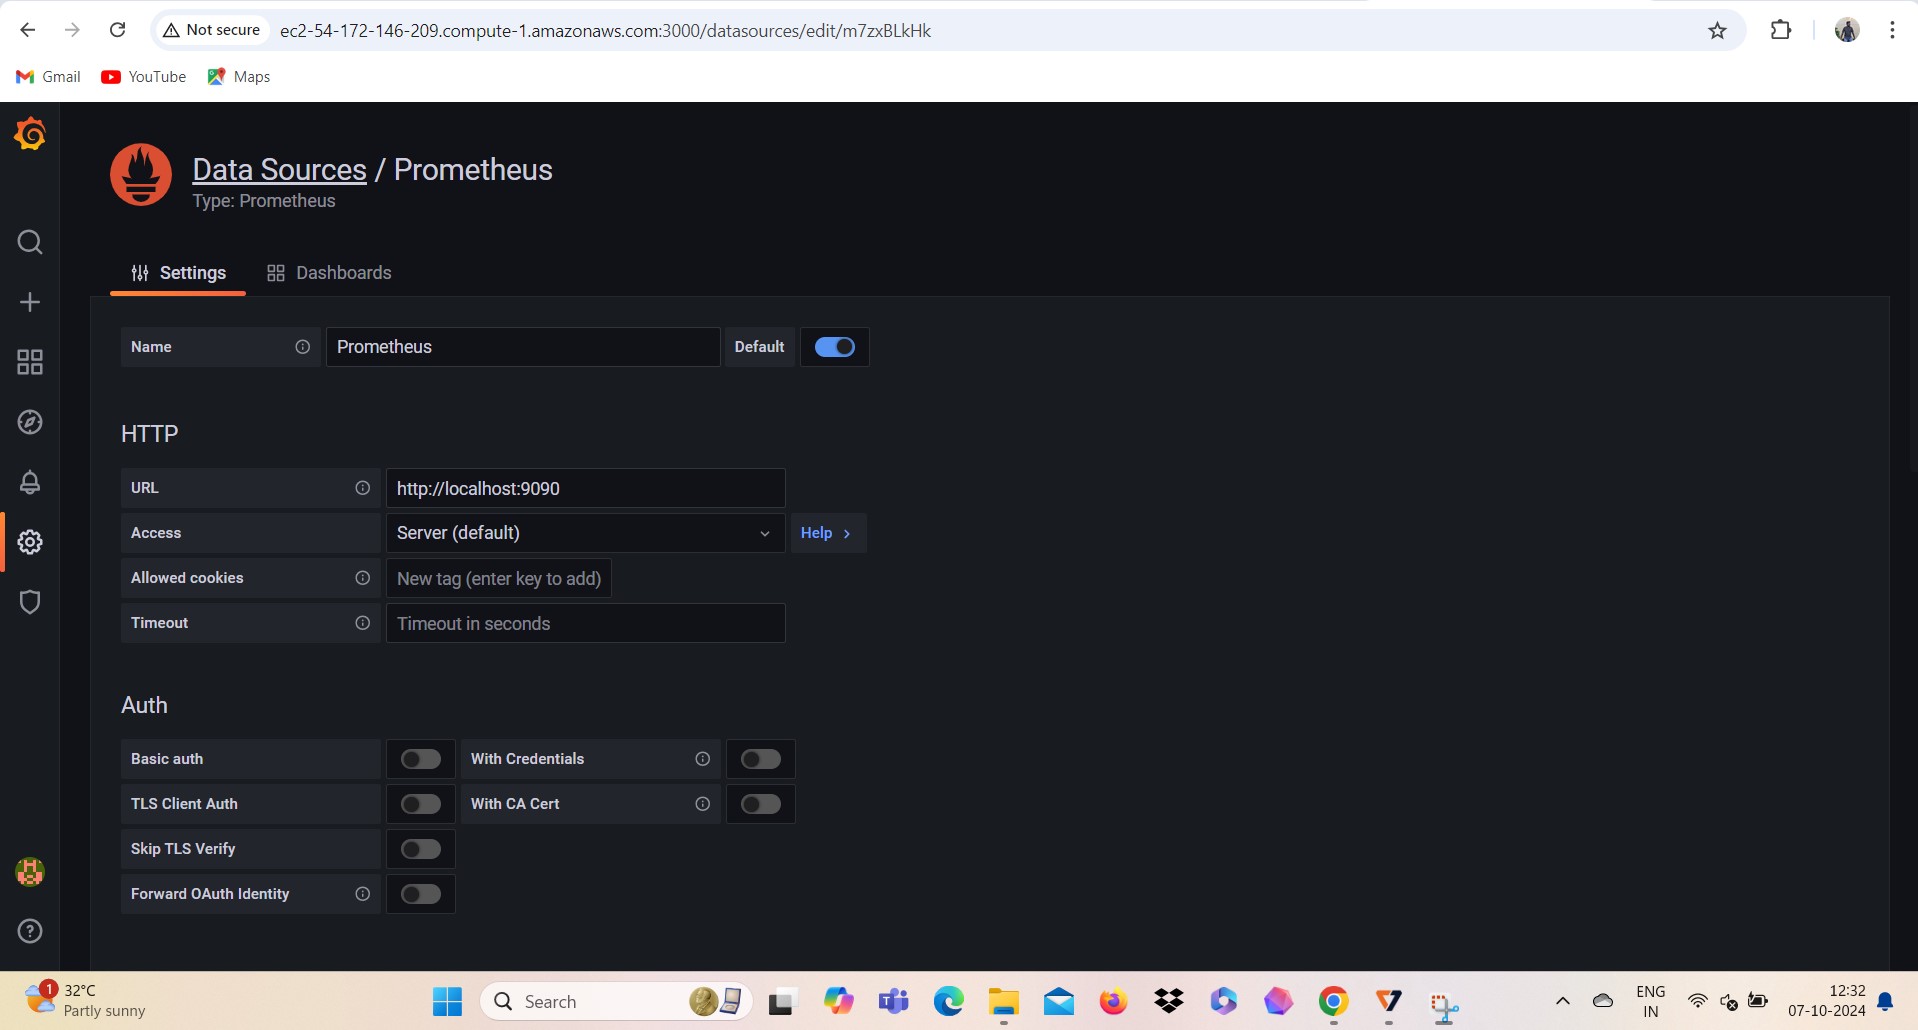 Not secure ec2-54-172-146-209.compute-1.amazonaws.com:3000/datasources/edit/m7zxBLkHk
Gmail YouTube Maps
Data Sources / Prometheus
Type: Prometheus
Settings Dashboards
Name Prometheus Default
HTTP
URL http://localhost:9090
Access Server (default) Help >
Allowed cookies New tag (enter key to add)
Timeout Timeout in seconds
Auth
Basic auth With Credentials
TLS Client Auth With CA Cert
Skip TLS Verify
Forward OAuth Identity
1 32°C
Partly sunny
Search
ENG
IN
12:32
07-10-2024